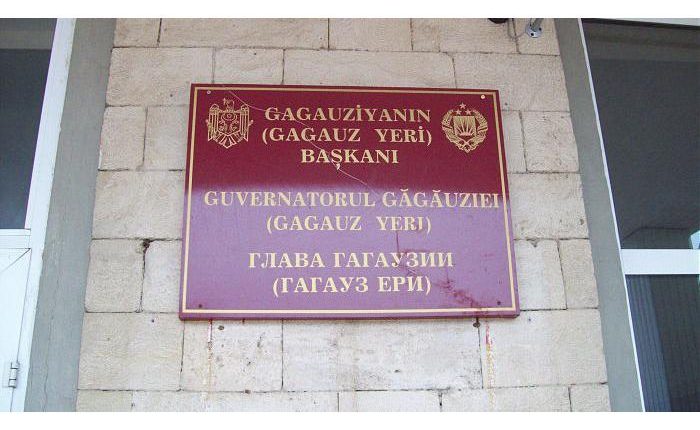 GAGAUZİYANIN
(GAGAUZ YERİ)
BAŞKANI
GUVERNATORUL GĂGĂUZIEI
(GAGAUZ YERI)
ГЛАВА ГАГАУЗИИ
(ГАГАУЗ ЕРИ)